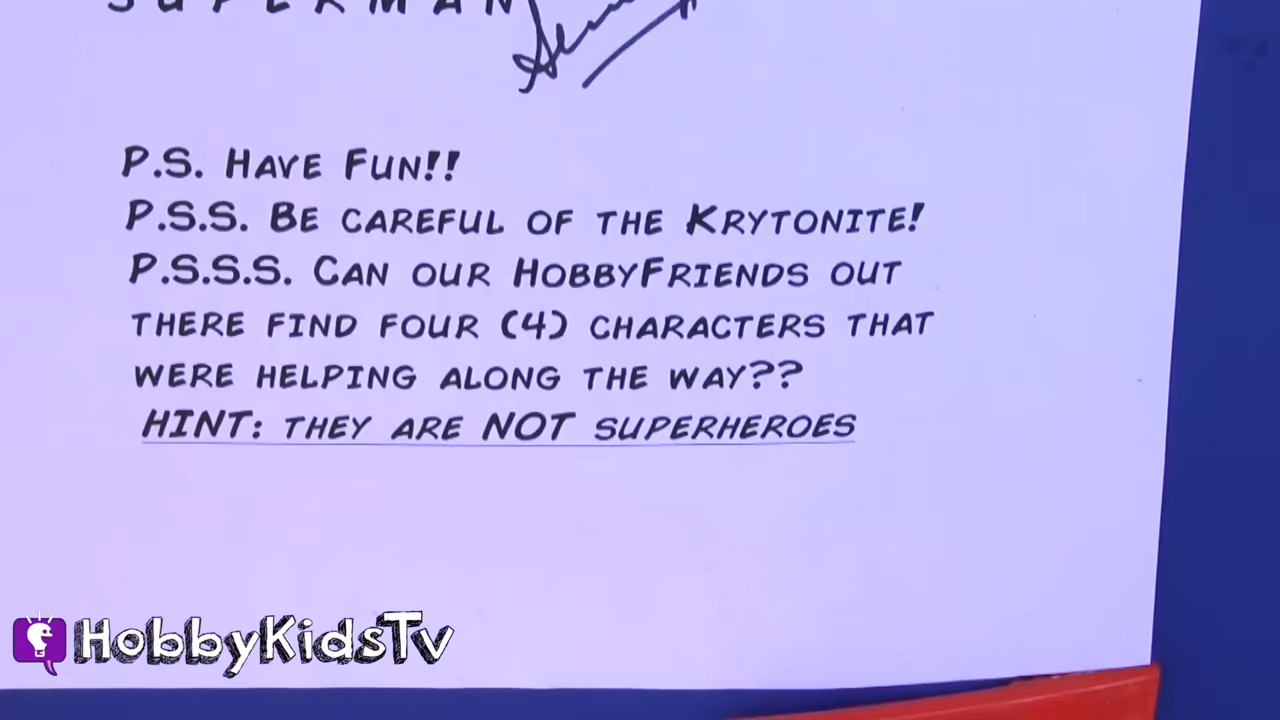 SUPERMAN
P.S. HAVE FUN!!
P.S.S. BE CAREFUL OF THE KRYTONITE!
P.S.S.S. CAN OUR HOBBYFRIENDS OUT
THERE FIND FOUR (4) CHARACTERS THAT
WERE HELPING ALONG THE WAY??
HINT: THEY ARE NOT SUPERHEROES
HobbyKidsTv